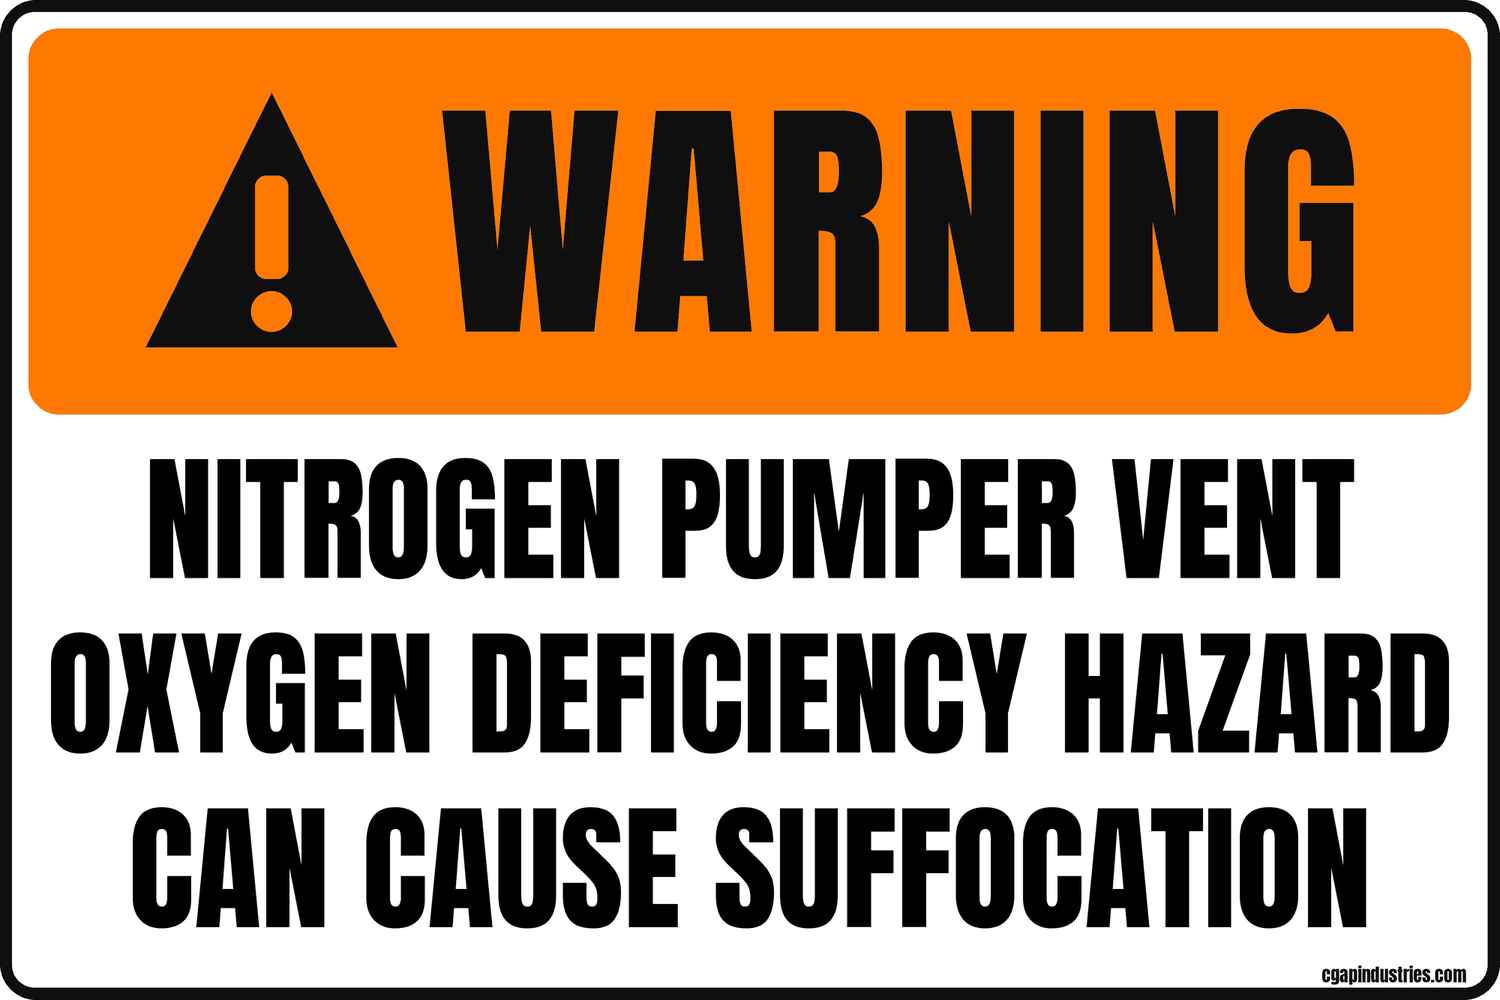 WARNING
NITROGEN PUMPER VENT
OXYGEN DEFICIENCY HAZARD
CAN CAUSE SUFFOCATION
cgapindustries.com